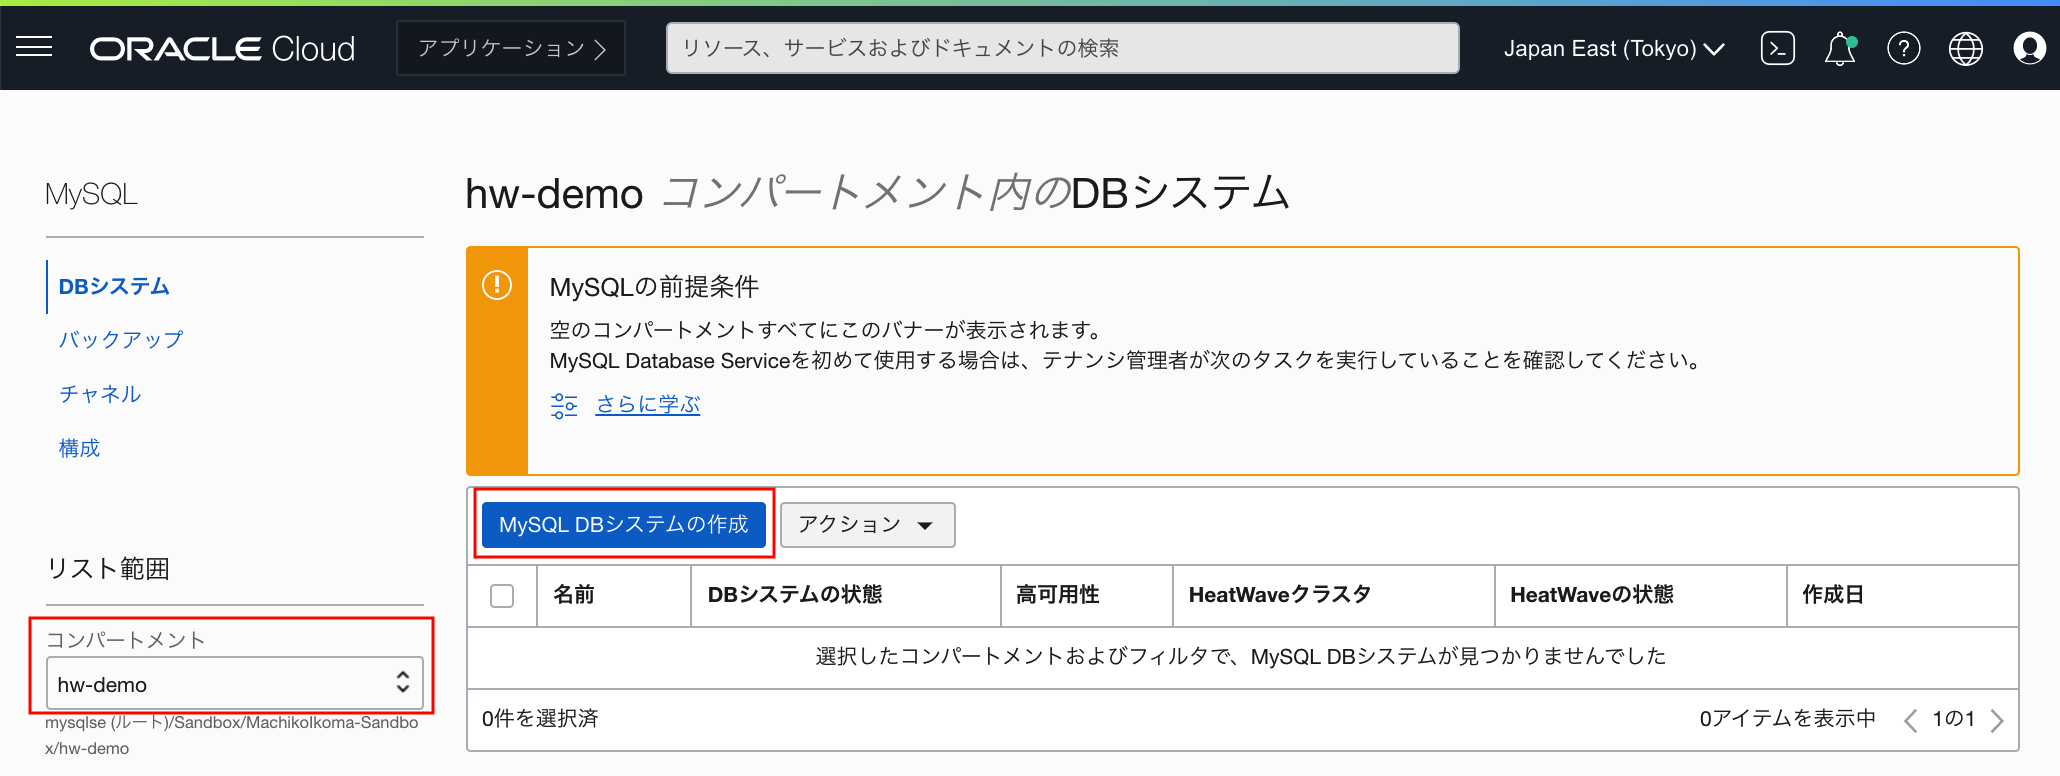 ORACLE Cloud
アプリケーション
リソース、サービスおよびドキュメントの検索
Japan East (Tokyo)
MySQL
DBシステム
バックアップ
チャネル
構成
リスト範囲
コンパートメント
hw-demo
mysqlse (ルート)/Sandbox/MachikoIkoma-Sandbo
x/hw-demo
hw-demo コンパートメント内のDBシステム
MySQLの前提条件
空のコンパートメントすべてにこのバナーが表示されます。
MySQL Database Serviceを初めて使用する場合は、テナンシ管理者が次のタスクを実行していることを確認してください。
さらに学ぶ
MySQL DBシステムの作成
アクション
名前 DBシステムの状態 高可用性 HeatWaveクラスタ HeatWaveの状態 作成日
選択したコンパートメントおよびフィルタで、MySQL DBシステムが見つかりませんでした
0件を選択済
0アイテムを表示中 1の1